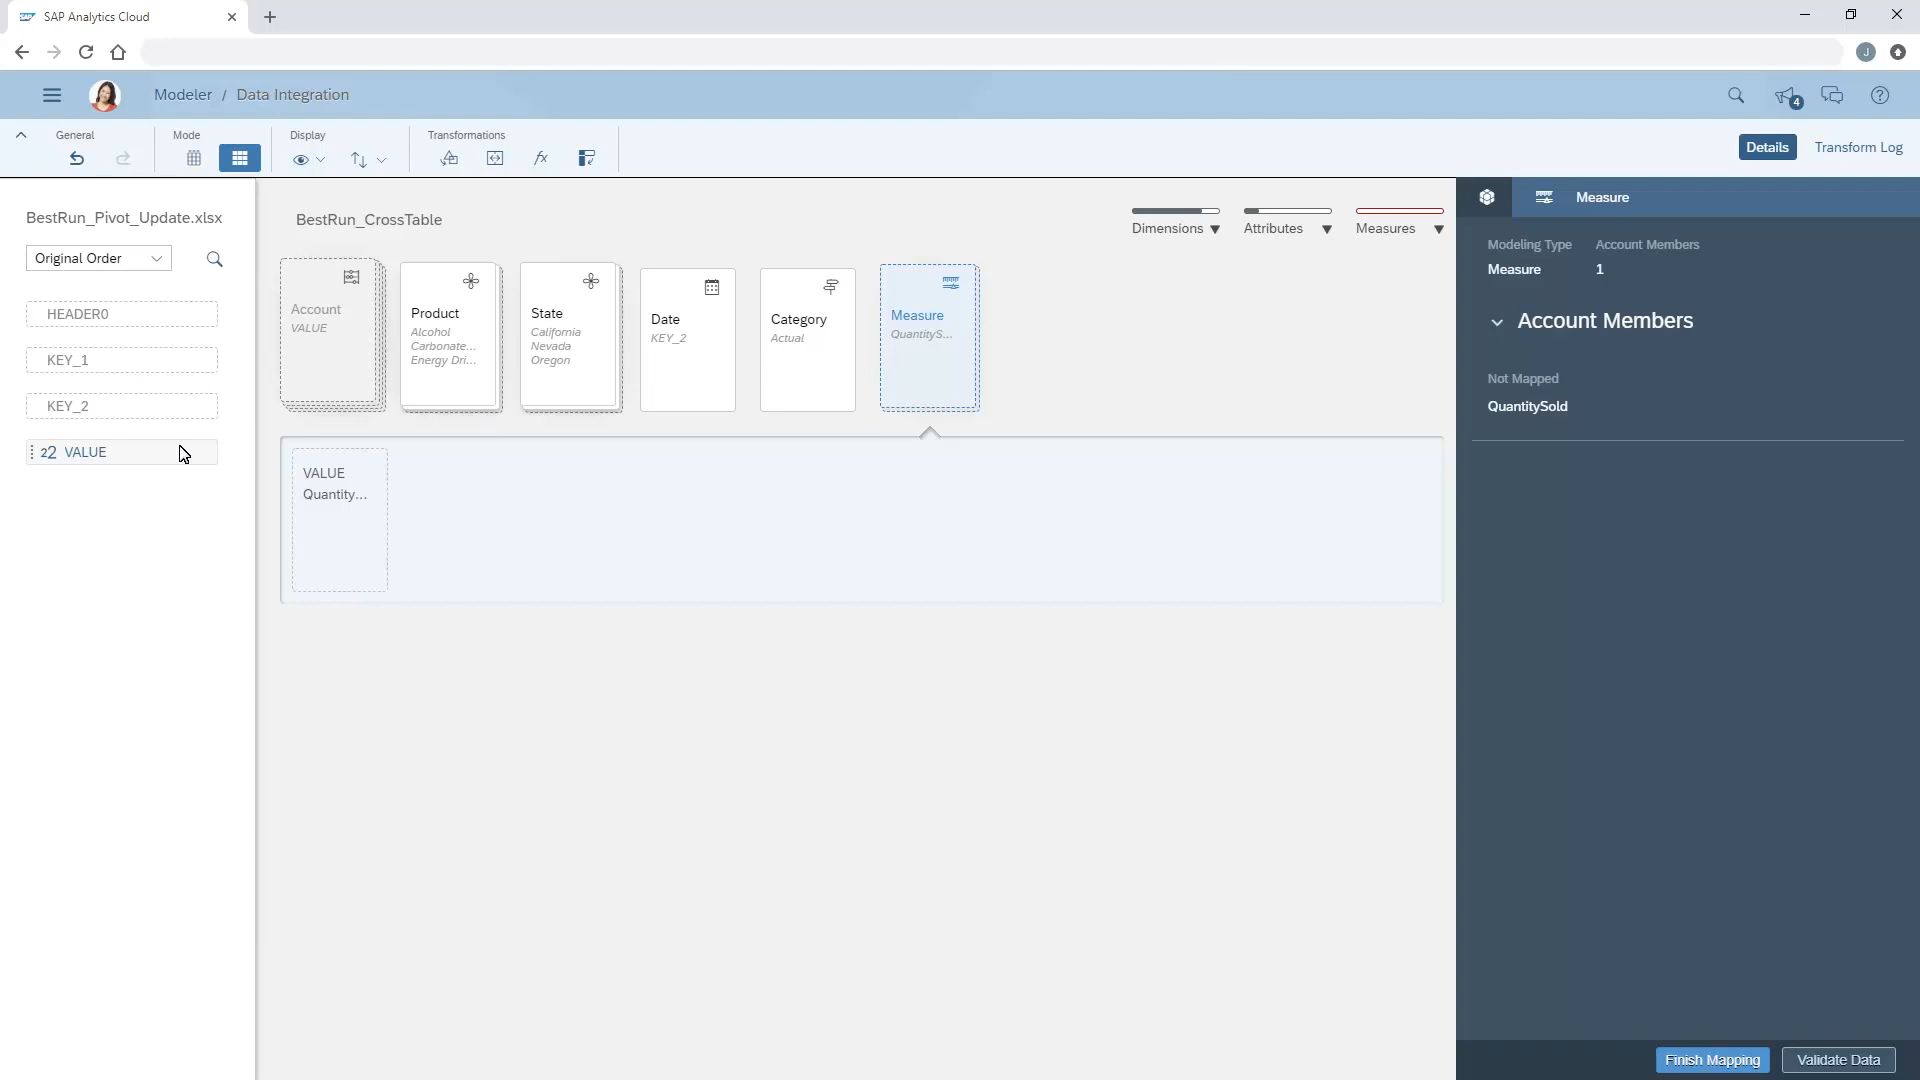 SAP Analytics Cloud
J
Modeler / Data Integration
4
General
Mode
Display
Transformations
Details
Transform Log
BestRun_Pivot_Update.xlsx
Original Order
HEADER0
KEY_1
KEY_2
22 VALUE
BestRun_CrossTable
Dimensions
Attributes
Measures
Account
VALUE
Product
Alcohol
Carbonate...
Energy Dri...
State
California
Nevada
Oregon
Date
KEY_2
Category
Actual
Measure
QuantityS...
VALUE
Quantity...
Measure
Modeling Type
Account Members
Measure
1
Account Members
Not Mapped
QuantitySold
Finish Mapping
Validate Data